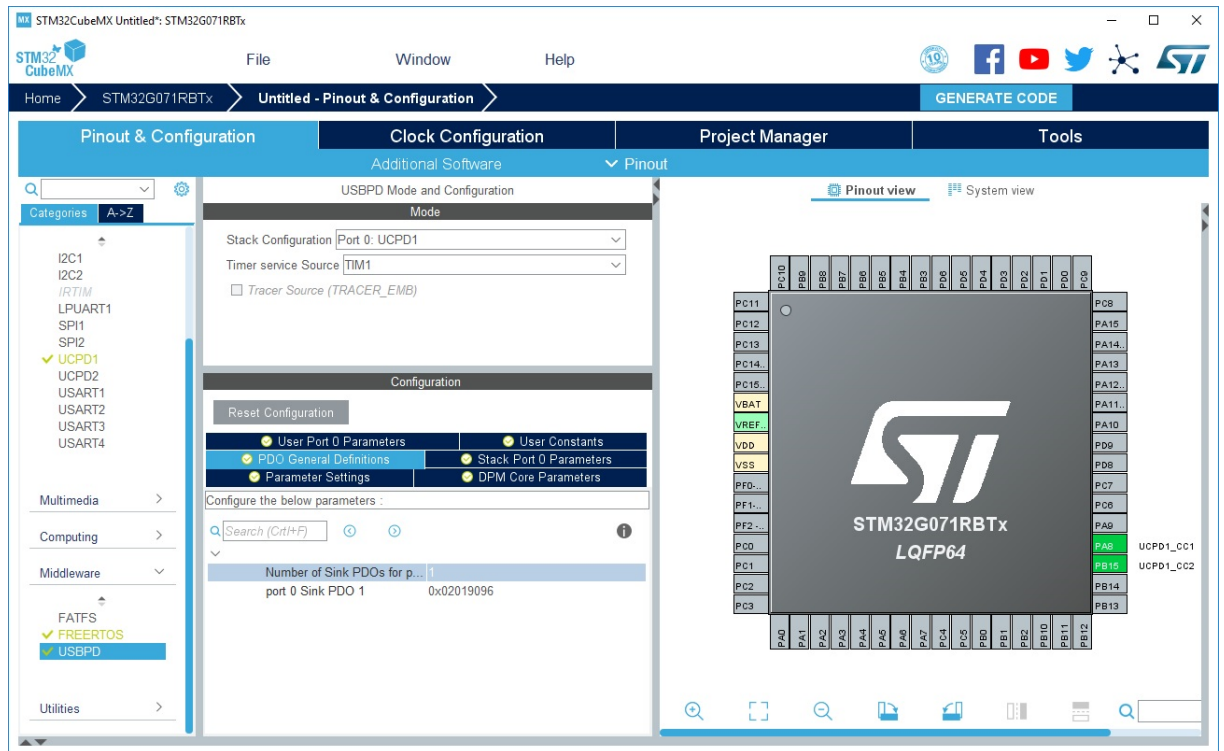 MX STM32CubeMX Untitled*: STM32G071RBTx
STM32 CubeMX
File Window Help
10
Home STM32G071RBTx Untitled - Pinout & Configuration GENERATE CODE
Pinout & Configuration Clock Configuration Project Manager Tools
Additional Software Pinout
Categories A->Z
I2C1
I2C2
IRTIM
LPUART1
SPI1
SPI2
UCPD1
UCPD2
USART1
USART2
USART3
USART4
Multimedia
Computing
Middleware
FATFS
FREERTOS
USBPD
Utilities
USBPD Mode and Configuration
Mode
Stack Configuration Port 0: UCPD1
Timer service Source TIM1
Tracer Source (TRACER_EMB)
Configuration
Reset Configuration
User Port 0 Parameters User Constants
PDO General Definitions Stack Port 0 Parameters
Parameter Settings DPM Core Parameters
Configure the below parameters :
Search (Crtl+F)
Number of Sink PDOs for p... 1
port 0 Sink PDO 1 0x02019096
Pinout view System view
PC10 PB9 PB8 PB7 PB6 PB5 PB4 PB3 PD6 PD5 PD4 PD3 PD2 PD1 PD0 PC9
PC11
PC12
PC13
PC14..
PC15..
VBAT
VREF..
VDD
VSS
PF0-..
PF1-..
PF2 -..
PC0
PC1
PC2
PC3
STM32G071RBTx
LQFP64
PC8
PA15
PA14..
PA13
PA12..
PA11..
PA10
PD9
PD8
PC7
PC6
PA9
PA8 UCPD1_CC1
PB15 UCPD1_CC2
PB14
PB13
PA0 PA1 PA2 PA3 PA4 PA5 PA6 PA7 PC4 PC5 PB0 PB1 PB2 PB10 PB11 PB12